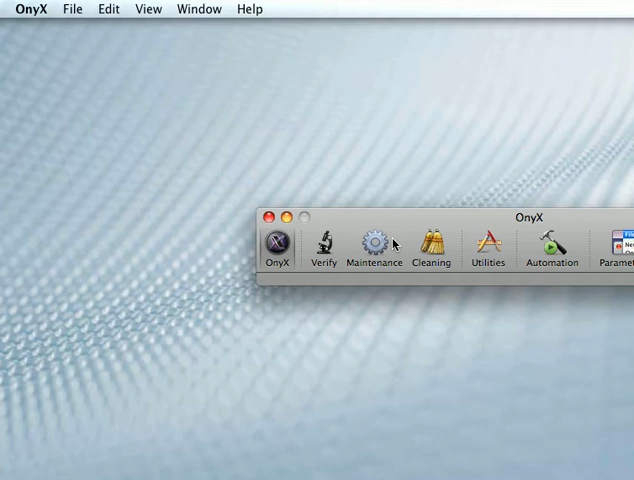 OnyX File Edit View Window Help
OnyX
OnyX Verify Maintenance Cleaning Utilities Automation Paramet